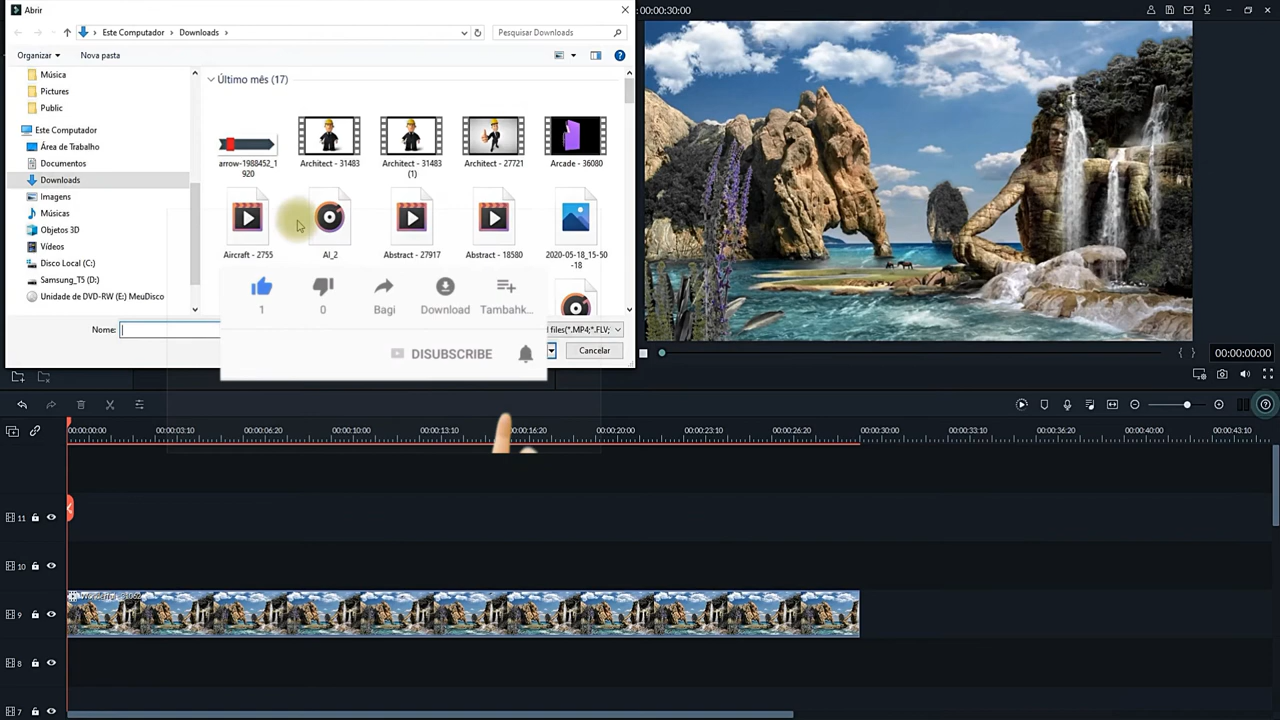 Abrir
00:00:30:00
Este Computador > Downloads >
Pesquisar Downloads
Organizar
Nova pasta
Música
Pictures
Public
Este Computador
Área de Trabalho
Documentos
Downloads
Imagens
Músicas
Objetos 3D
Vídeos
Disco Local (C:)
Samsung_T5 (D:)
Unidade de DVD-RW (E:) MeuDisco
Último mês (17)
arrow-1988452_1
920
Architect - 31483
Architect - 31483
(1)
Architect - 27721
Arcade - 36080
Aircraft - 2755
Al_2
Abstract - 27917
Abstract - 18580
2020-05-18_15-50
-18
1
0
Bagi
Download
Tambahk...
DISUBSCRIBE
Nome:
files(*.MP4;*.FLV;
Cancelar
{ }
00:00:00:00
00:00:00:00
00:00:03:10
00:00:06:20
00:00:10:00
00:00:13:10
00:00:16:20
00:00:20:00
00:00:23:10
00:00:26:20
00:00:30:00
00:00:33:10
00:00:36:20
00:00:40:00
00:00:43:10
11
10
9
8
7